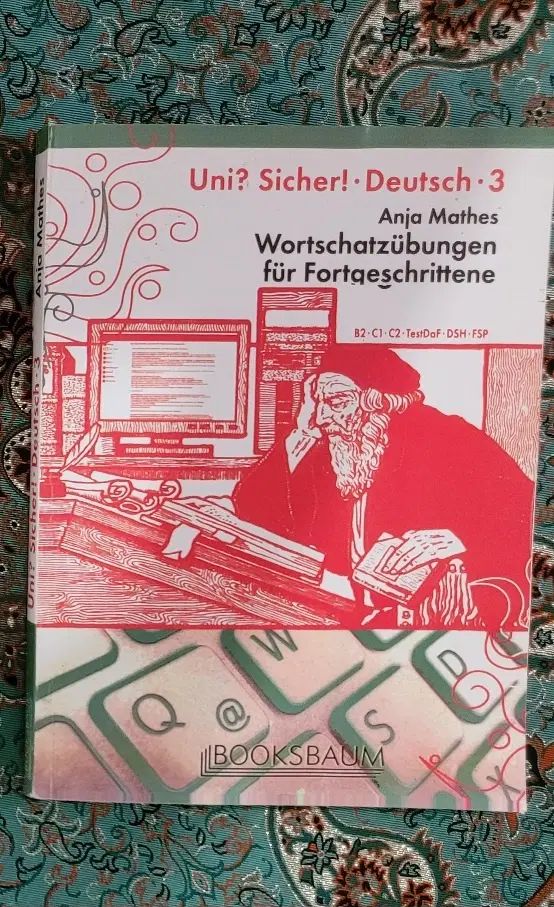 Uni? Sicher! · Deutsch · 3
Anja Mathes
Wortschatzübungen
für Fortgeschrittene
B2 · C1 · C2 · TestDaF · DSH · FSP
Q
@
W
S
D
X
BOOKSBAUM
Uni? Sicher! · Deutsch · 3
Anja Mathes